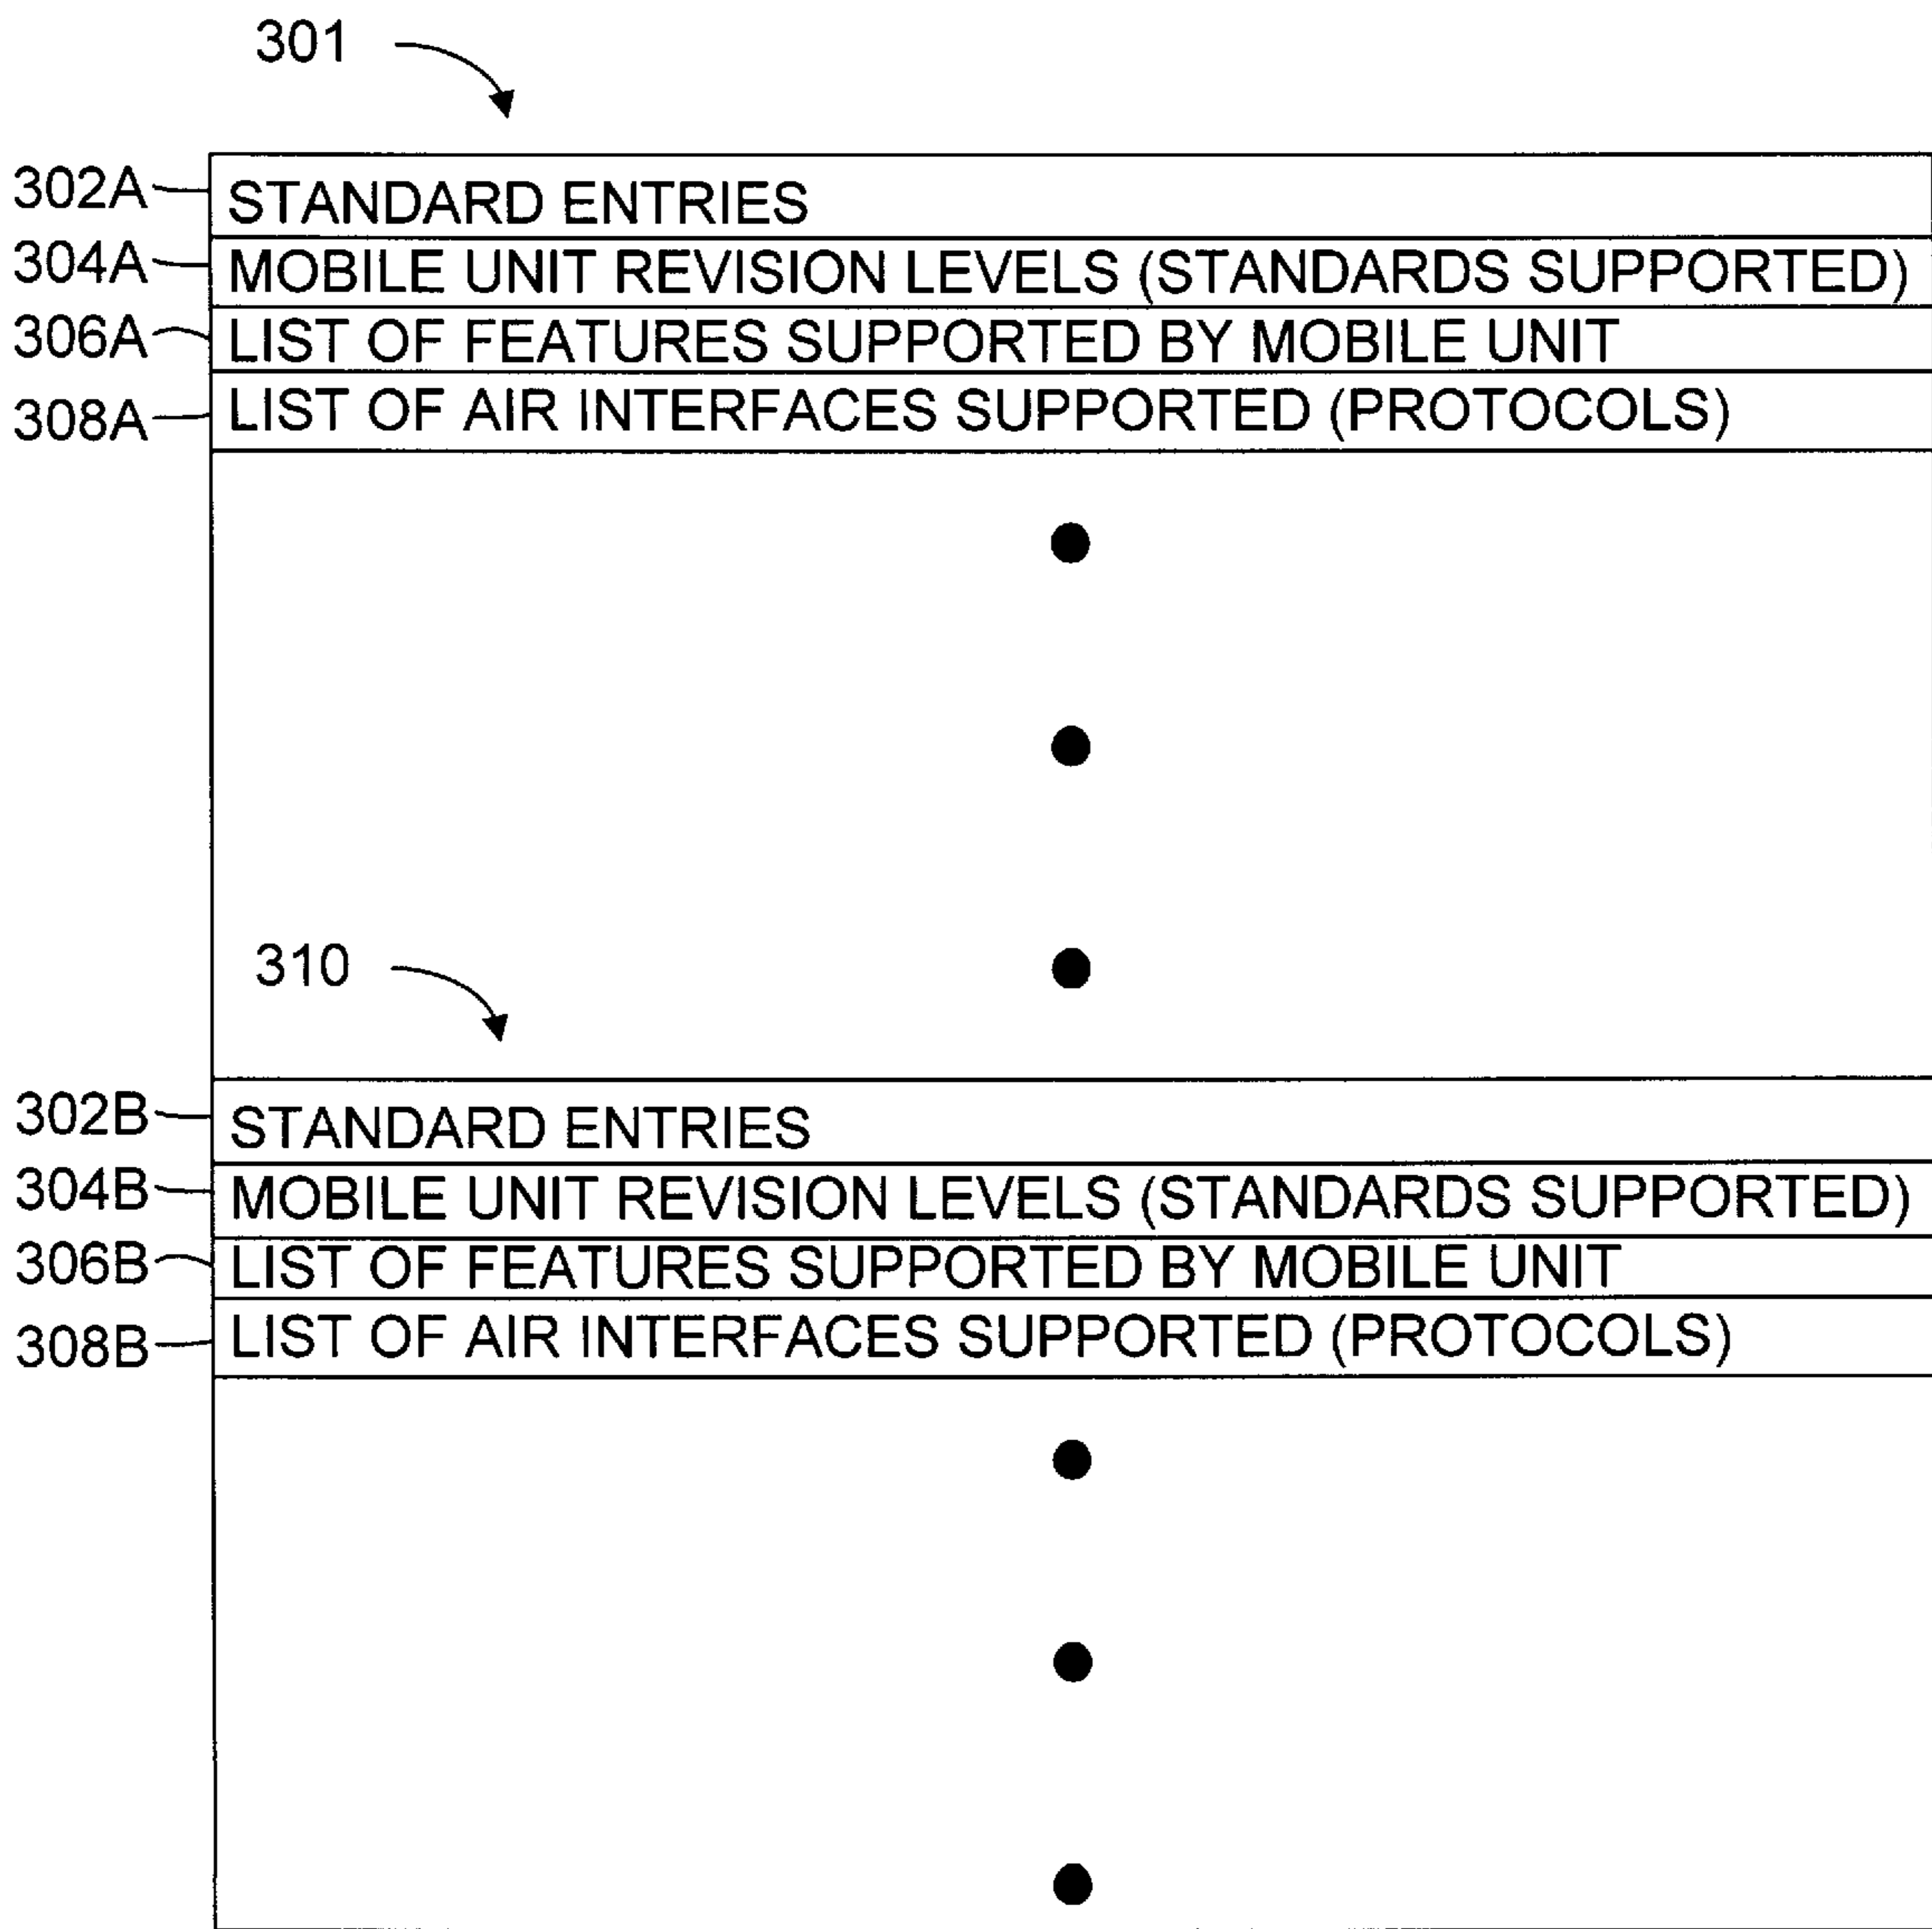 301
302A STANDARD ENTRIES
304A MOBILE UNIT REVISION LEVELS (STANDARDS SUPPORTED)
306A LIST OF FEATURES SUPPORTED BY MOBILE UNIT
308A LIST OF AIR INTERFACES SUPPORTED (PROTOCOLS)
310
302B STANDARD ENTRIES
304B MOBILE UNIT REVISION LEVELS (STANDARDS SUPPORTED)
306B LIST OF FEATURES SUPPORTED BY MOBILE UNIT
308B LIST OF AIR INTERFACES SUPPORTED (PROTOCOLS)